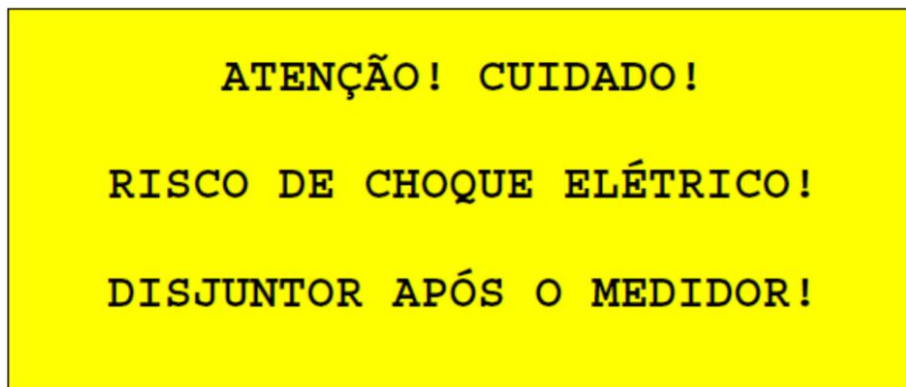 ATENÇÃO! CUIDADO!
RISCO DE CHOQUE ELÉTRICO!
DISJUNTOR APÓS O MEDIDOR!